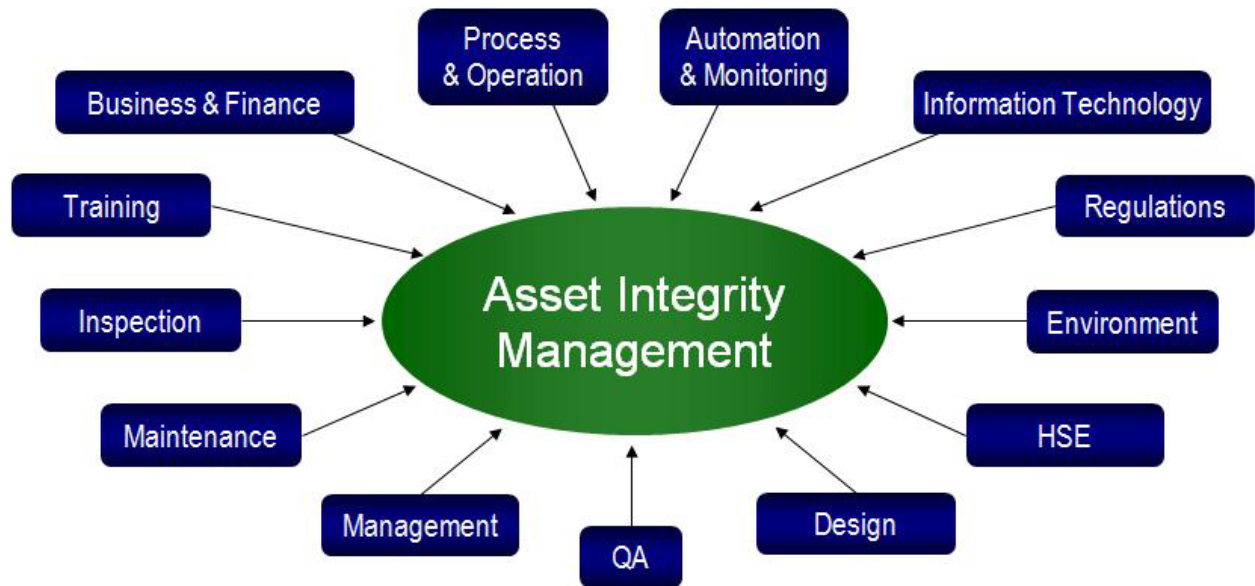 Process
& Operation
Automation
& Monitoring
Business & Finance
Information Technology
Training
Regulations
Asset Integrity
Management
Inspection
Environment
Maintenance
HSE
Management
Design
QA